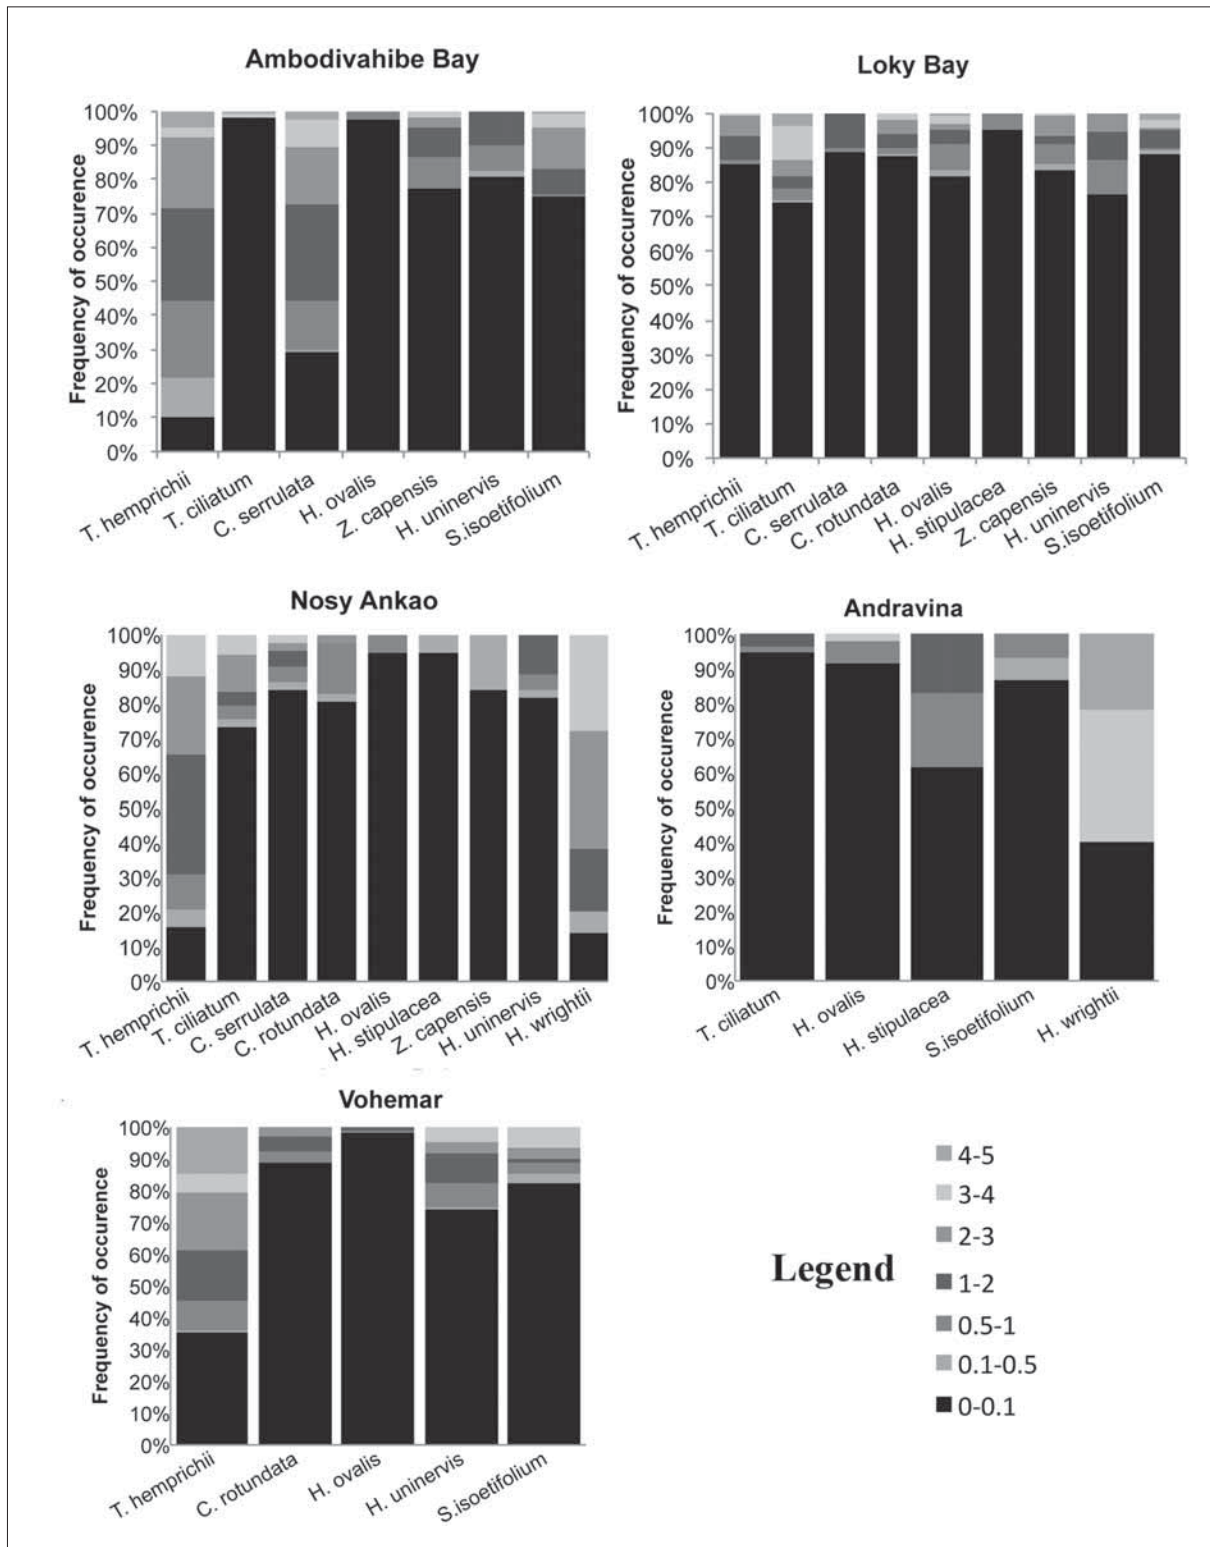 Ambodivahibe Bay
Frequency of occurence
100%
90%
80%
70%
60%
50%
40%
30%
20%
10%
0%
T. hemprichii
T. ciliatum
C. serrulata
H. ovalis
Z. capensis
H. uninervis
S.isoetifolium
Loky Bay
Frequency of occurence
100%
90%
80%
70%
60%
50%
40%
30%
20%
10%
0%
T. hemprichii
T. ciliatum
C. serrulata
C. rotundata
H. ovalis
H. stipulacea
Z. capensis
H. uninervis
S.isoetifolium
Nosy Ankao
Frequency of occurence
100%
90%
80%
70%
60%
50%
40%
30%
20%
10%
0%
T. hemprichii
T. ciliatum
C. serrulata
C. rotundata
H. ovalis
H. stipulacea
Z. capensis
H. uninervis
H. wrightii
Andravina
Frequency of occurence
100%
90%
80%
70%
60%
50%
40%
30%
20%
10%
0%
T. ciliatum
H. ovalis
H. stipulacea
S.isoetifolium
H. wrightii
Vohemar
Frequency of occurence
100%
90%
80%
70%
60%
50%
40%
30%
20%
10%
0%
T. hemprichii
C. rotundata
H. ovalis
H. uninervis
S.isoetifolium
Legend
4-5
3-4
2-3
1-2
0.5-1
0.1-0.5
0-0.1